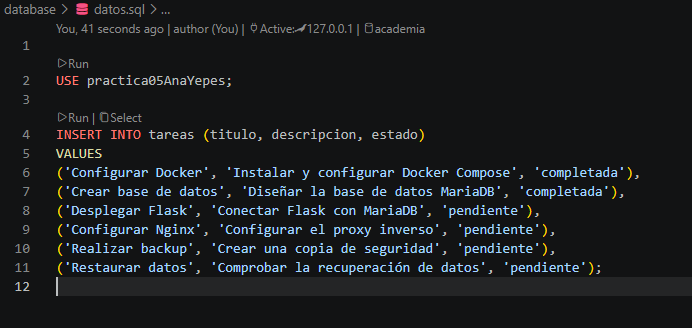 database > datos.sql > ...
You, 41 seconds ago | author (You) | Active: 127.0.0.1 | academia
1
Run
2 USE practica05AnaYepes;
3
Run | Select
4 INSERT INTO tareas (titulo, descripcion, estado)
5 VALUES
6 ('Configurar Docker', 'Instalar y configurar Docker Compose', 'completada'),
7 ('Crear base de datos', 'Diseñar la base de datos MariaDB', 'completada'),
8 ('Desplegar Flask', 'Conectar Flask con MariaDB', 'pendiente'),
9 ('Configurar Nginx', 'Configurar el proxy inverso', 'pendiente'),
10 ('Realizar backup', 'Crear una copia de seguridad', 'pendiente'),
11 ('Restaurar datos', 'Comprobar la recuperación de datos', 'pendiente');
12